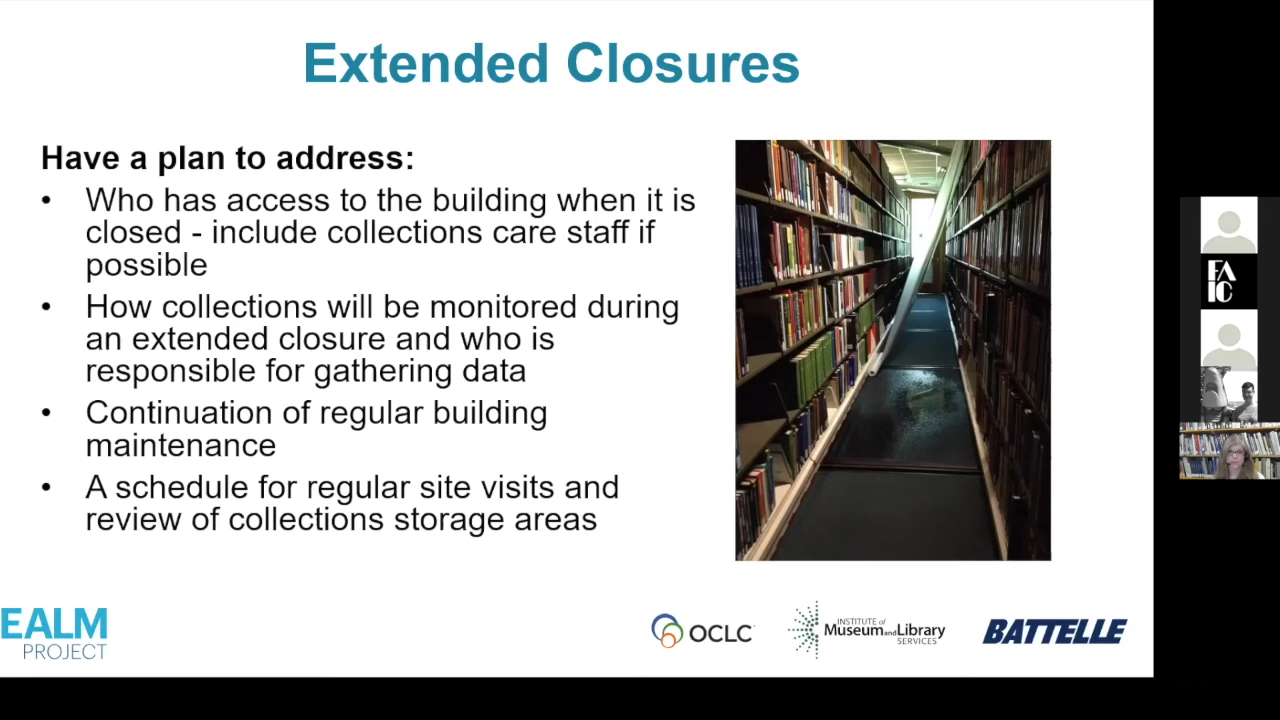 Extended Closures
Have a plan to address:
• Who has access to the building when it is
closed - include collections care staff if
possible
• How collections will be monitored during
an extended closure and who is
responsible for gathering data
• Continuation of regular building
maintenance
• A schedule for regular site visits and
review of collections storage areas
EALM
PROJECT
OCLC
INSTITUTE of
Museum and Library
SERVICES
BATTELLE
FA
IC